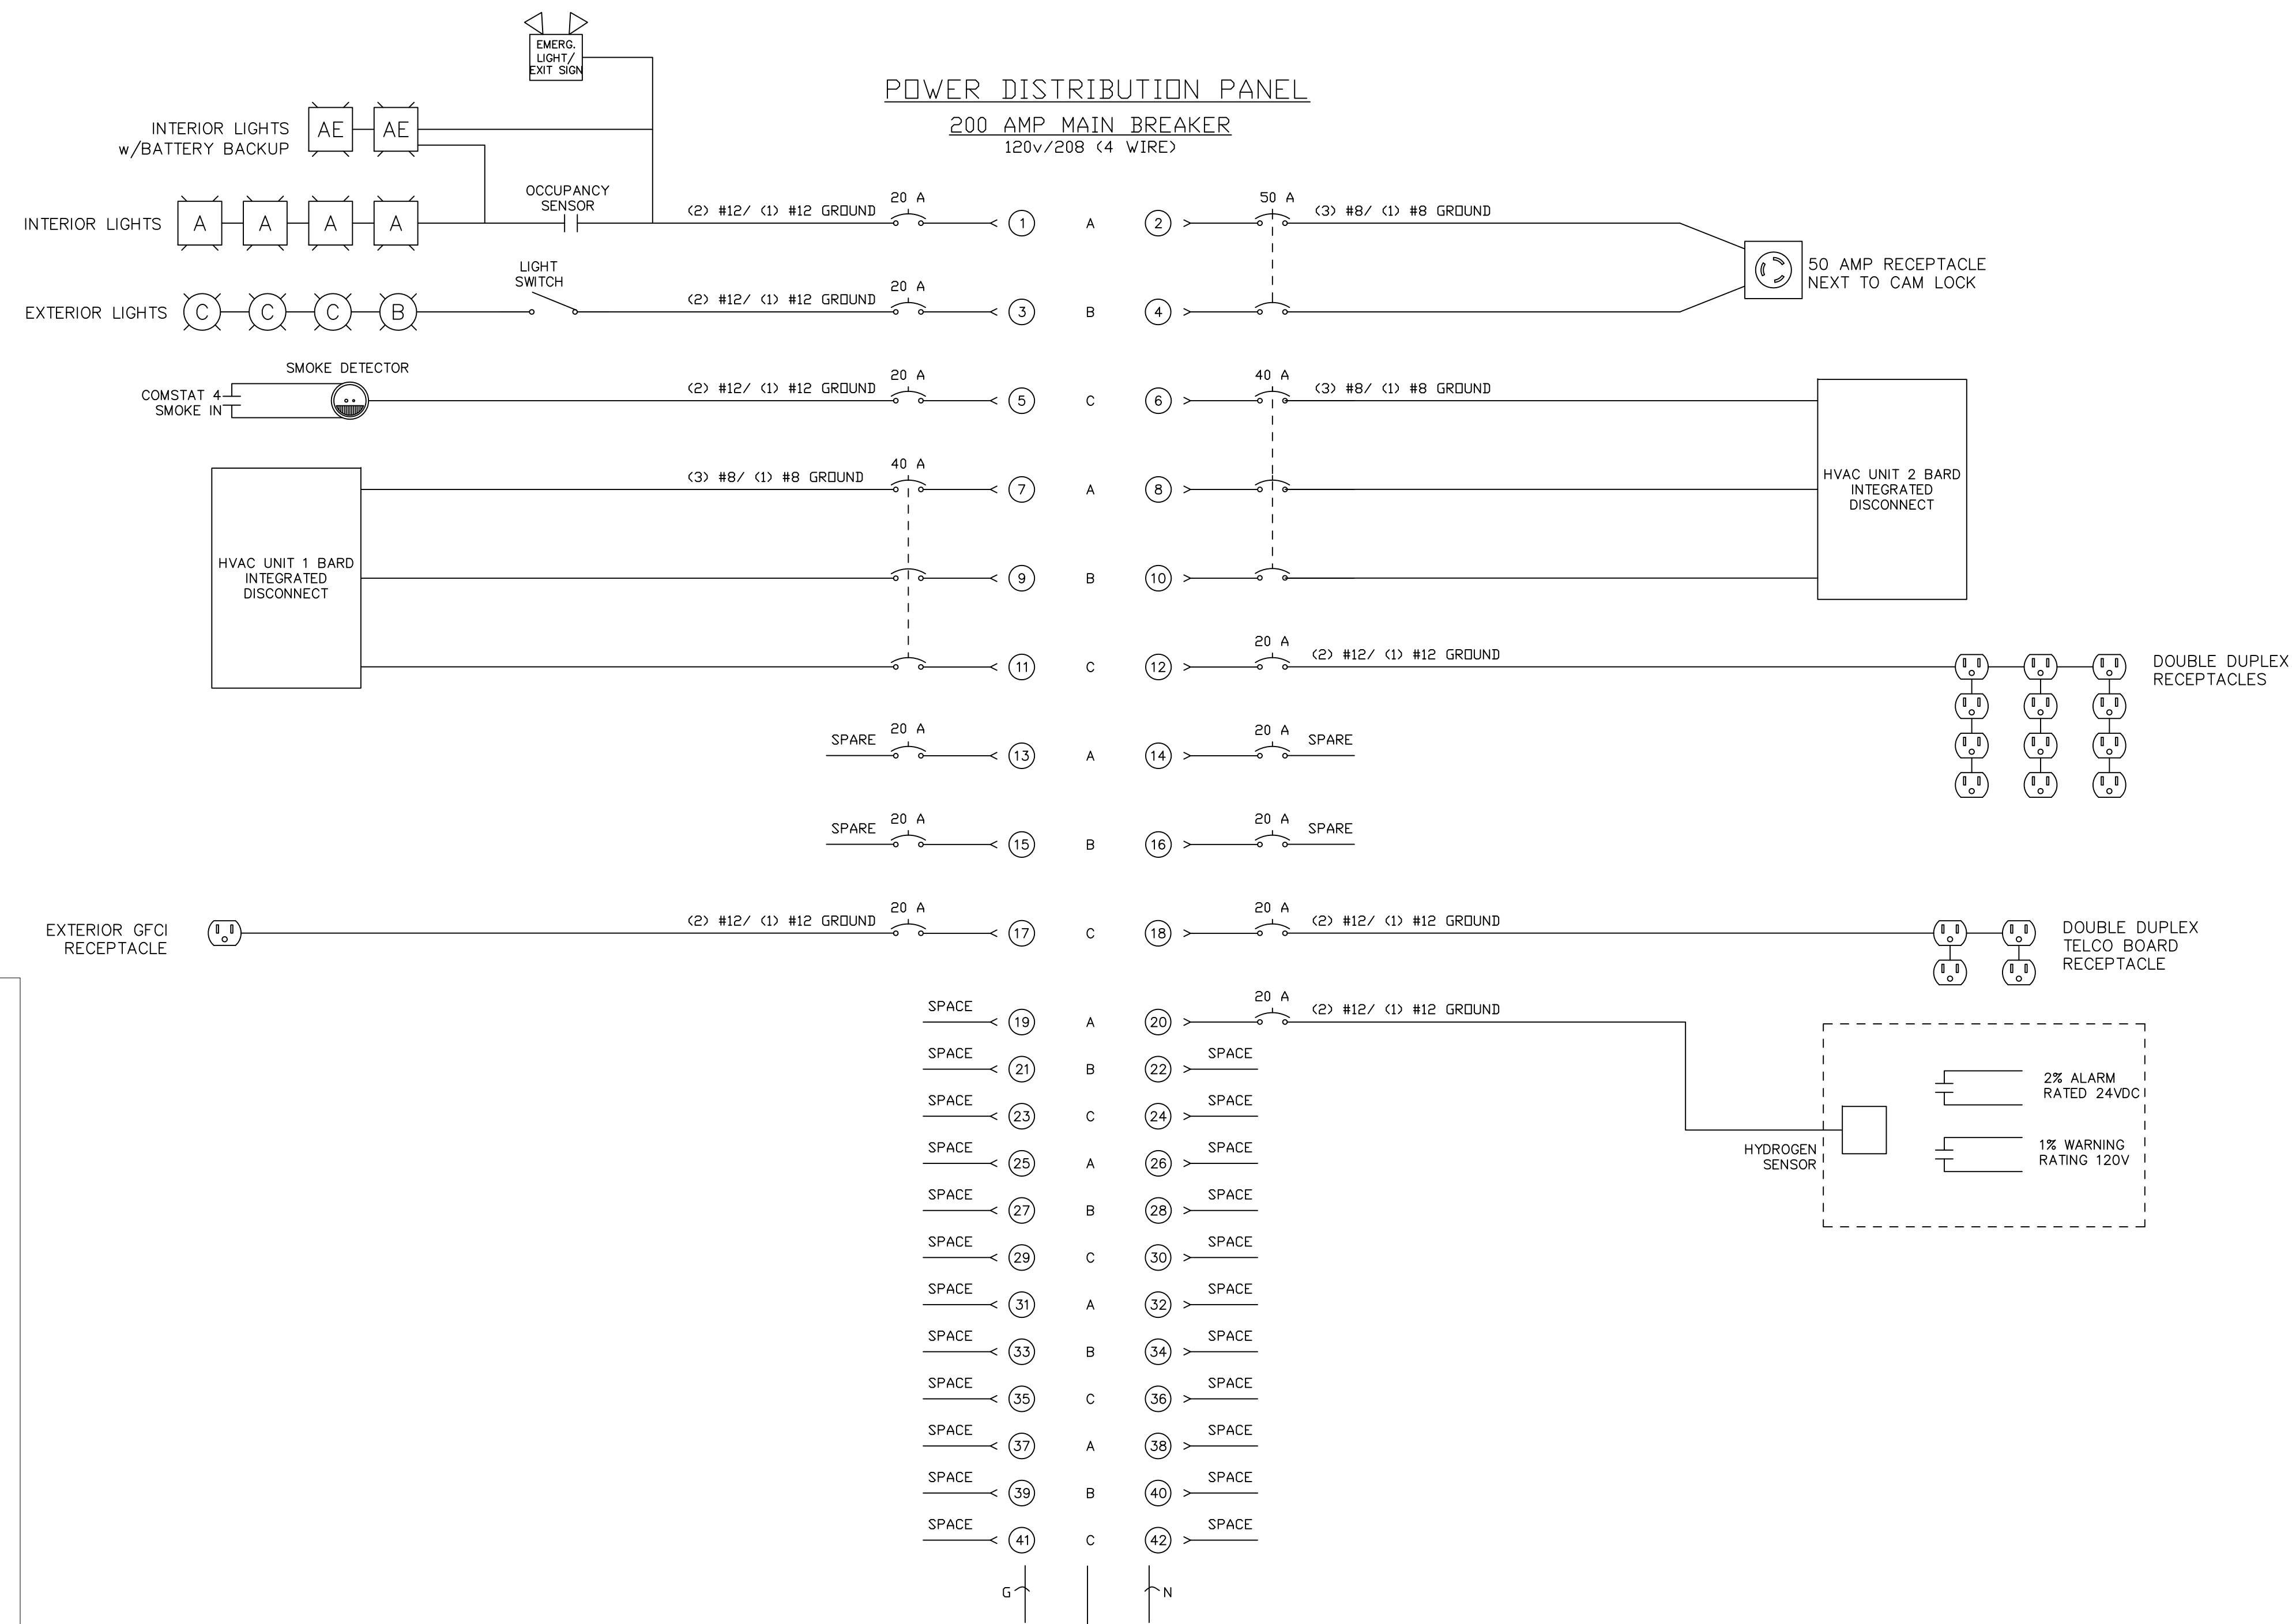 EMERG.
LIGHT/
EXIT SIGN
POWER DISTRIBUTION PANEL
200 AMP MAIN BREAKER
120v/208 (4 WIRE)
INTERIOR LIGHTS
w/BATTERY BACKUP
AE AE
INTERIOR LIGHTS
A A A A
OCCUPANCY
SENSOR
(2) #12/ (1) #12 GROUND
20 A
1 A 2
50 A
(3) #8/ (1) #8 GROUND
50 AMP RECEPTACLE
NEXT TO CAM LOCK
EXTERIOR LIGHTS
C C C B
LIGHT
SWITCH
(2) #12/ (1) #12 GROUND
20 A
3 B 4
SMOKE DETECTOR
COMSTAT 4
SMOKE IN
(2) #12/ (1) #12 GROUND
20 A
5 C 6
40 A
(3) #8/ (1) #8 GROUND
HVAC UNIT 2 BARD
INTEGRATED
DISCONNECT
HVAC UNIT 1 BARD
INTEGRATED
DISCONNECT
(3) #8/ (1) #8 GROUND
40 A
7 A 8
9 B 10
11 C 12
20 A
(2) #12/ (1) #12 GROUND
DOUBLE DUPLEX
RECEPTACLES
SPARE
20 A
13 A 14
20 A
SPARE
SPARE
20 A
15 B 16
20 A
SPARE
EXTERIOR GFCI
RECEPTACLE
(2) #12/ (1) #12 GROUND
20 A
17 C 18
20 A
(2) #12/ (1) #12 GROUND
DOUBLE DUPLEX
TELCO BOARD
RECEPTACLE
SPACE
19 A 20
20 A
(2) #12/ (1) #12 GROUND
HYDROGEN
SENSOR
2% ALARM
RATED 24VDC
1% WARNING
RATING 120V
SPACE SPACE
21 B 22
SPACE SPACE
23 C 24
SPACE SPACE
25 A 26
SPACE SPACE
27 B 28
SPACE SPACE
29 C 30
SPACE SPACE
31 A 32
SPACE SPACE
33 B 34
SPACE SPACE
35 C 36
SPACE SPACE
37 A 38
SPACE SPACE
39 B 40
SPACE SPACE
41 C 42
G N